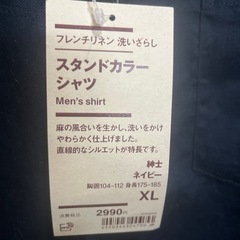 フレンチリネン 洗いざらし
スタンドカラー
シャツ
Men's shirt
麻の風合いを生かし、洗いをかけ
やわらかく仕上げました。
直線的なシルエットが特長です。
紳士
ネイビー
胸囲104-112 身長175-185
XL
消費税込 2990円